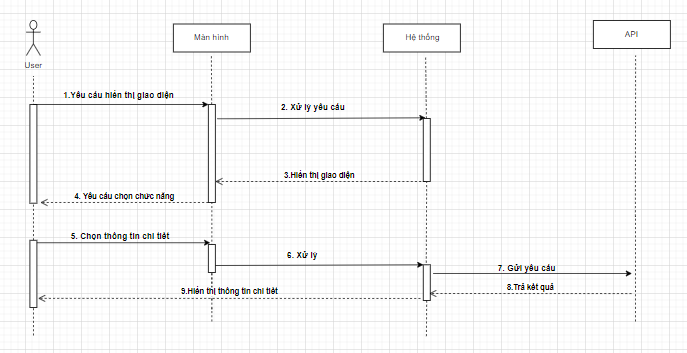 Màn hình
Hệ thống
API
User
1.Yêu cầu hiển thị giao diện
2. Xử lý yêu cầu
3.Hiển thị giao diện
4. Yêu cầu chọn chức năng
5. Chọn thông tin chi tiết
6. Xử lý
7. Gửi yêu cầu
8.Trả kết quả
9.Hiển thị thông tin chi tiết